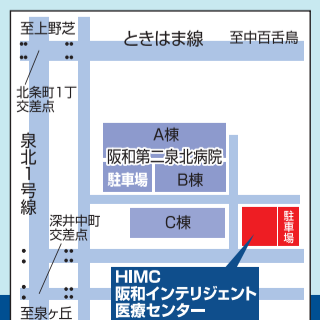 至上野芝
ときはま線
至中百舌鳥
北条町1丁
交差点
泉北1号線
A棟
阪和第二泉北病院
駐車場
B棟
深井中町
交差点
C棟
駐車場
HIMC
阪和インテリジェント
医療センター
至泉ヶ丘